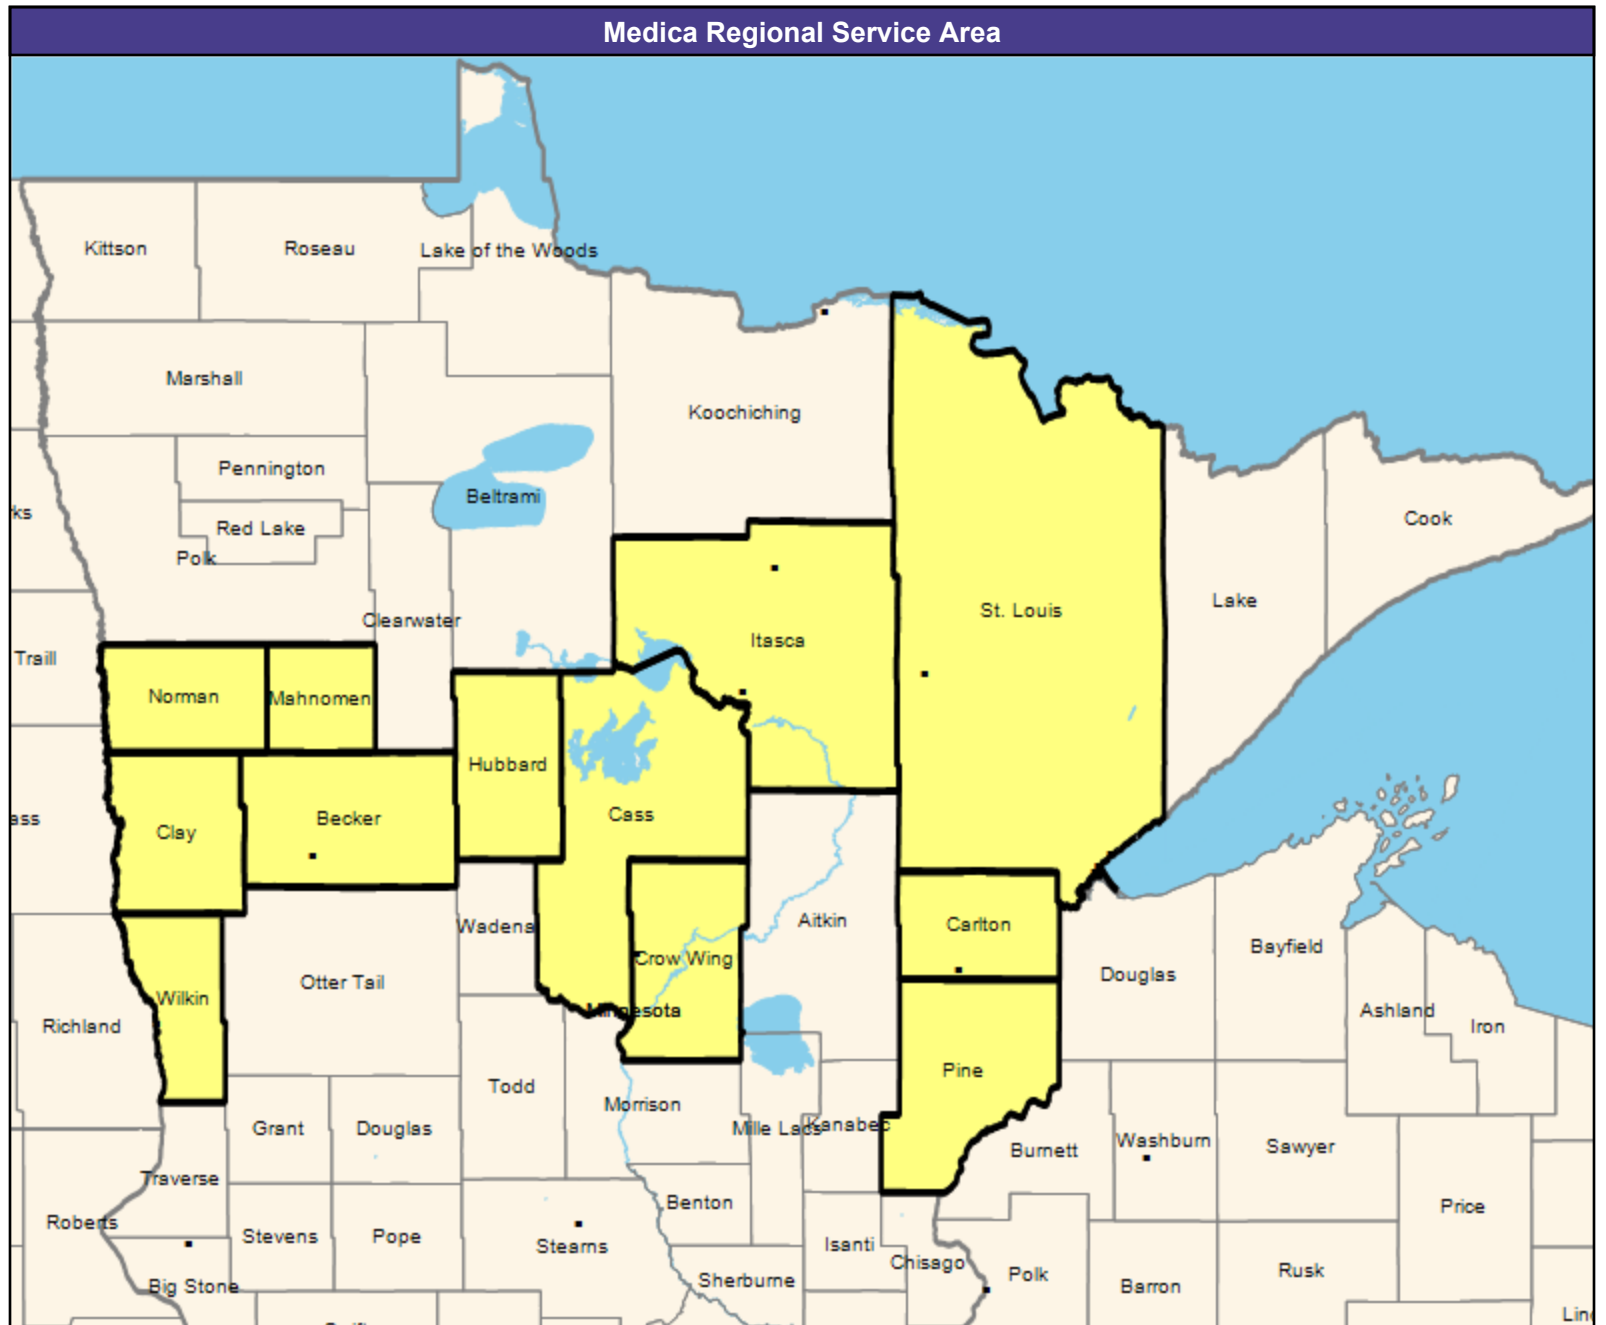 Medica Regional Service Area
Kittson
Roseau
Lake of the Woods
Marshall
Koochiching
Pennington
Beltrami
ks
Red Lake
Cook
Polk
Clearwater
St. Louis
Lake
Itasca
Traill
Norman
Mahnomen
Hubbard
Cass
ass
Clay
Becker
Wadena
Aitkin
Carlton
Crow Wing
Bayfield
Otter Tail
Douglas
Wilkin
Minnesota
Ashland
Richland
Iron
Pine
Todd
Morrison
Grant
Douglas
Mille Lacs
Kanabec
Washburn
Burnett
Sawyer
Traverse
Benton
Price
Roberts
Stevens
Pope
Stearns
Isanti
Chisago
Polk
Rusk
Big Stone
Sherburne
Barron